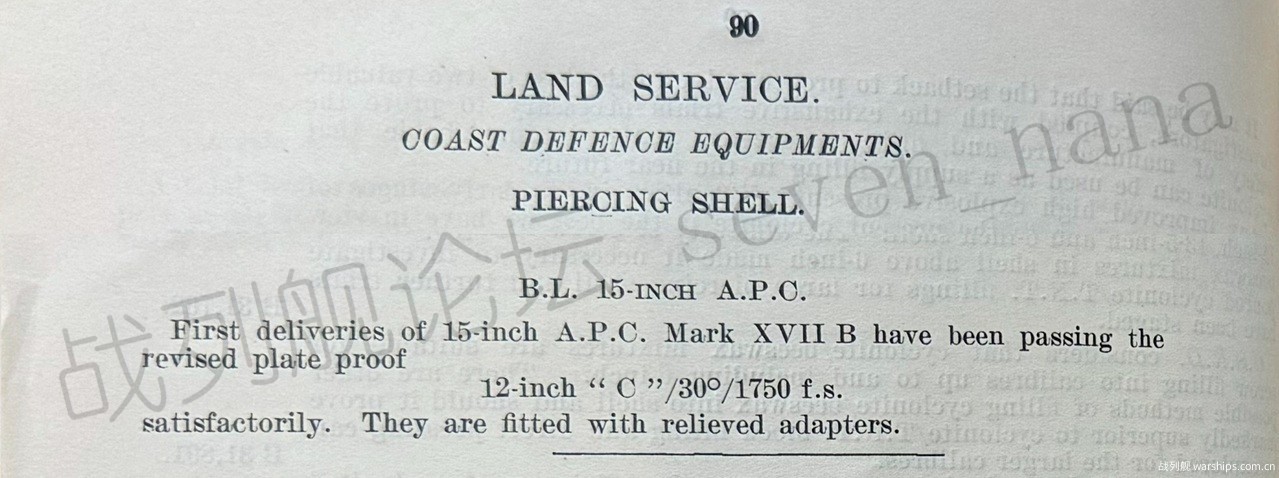 90
LAND SERVICE.
COAST DEFENCE EQUIPMENTS.
PIERCING SHELL.
B.L. 15-INCH A.P.C.
First deliveries of 15-inch A.P.C. Mark XVII B have been passing the
revised plate proof
12-inch “ C ”/30°/1750 f.s.
satisfactorily. They are fitted with relieved adapters.
战列舰论坛 seven_nana
战列舰.warships.com.cn